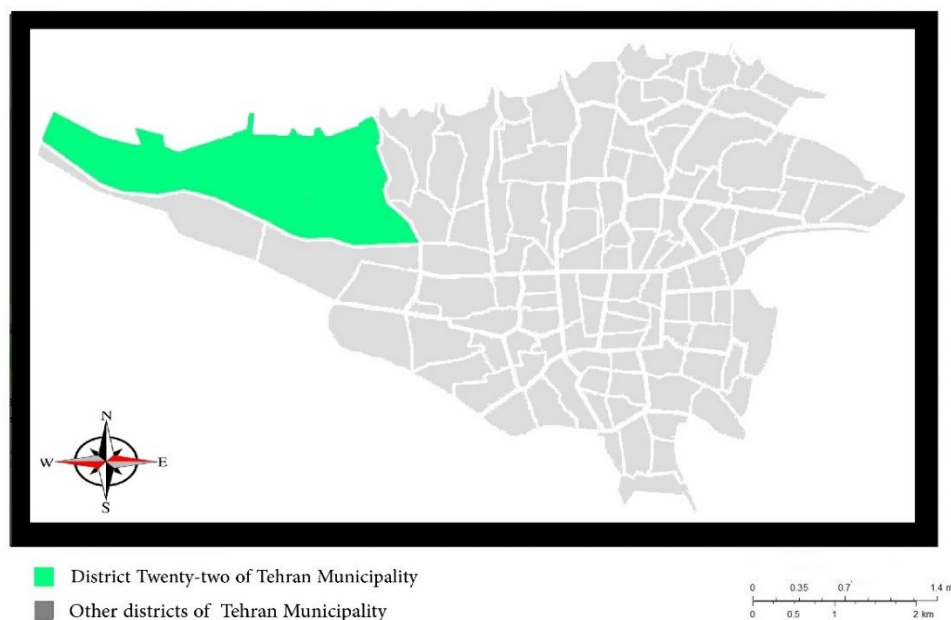 N
W E
S
District Twenty-two of Tehran Municipality
Other districts of Tehran Municipality
0 0.35 0.7 1.4 m
0 0.5 1 2 km